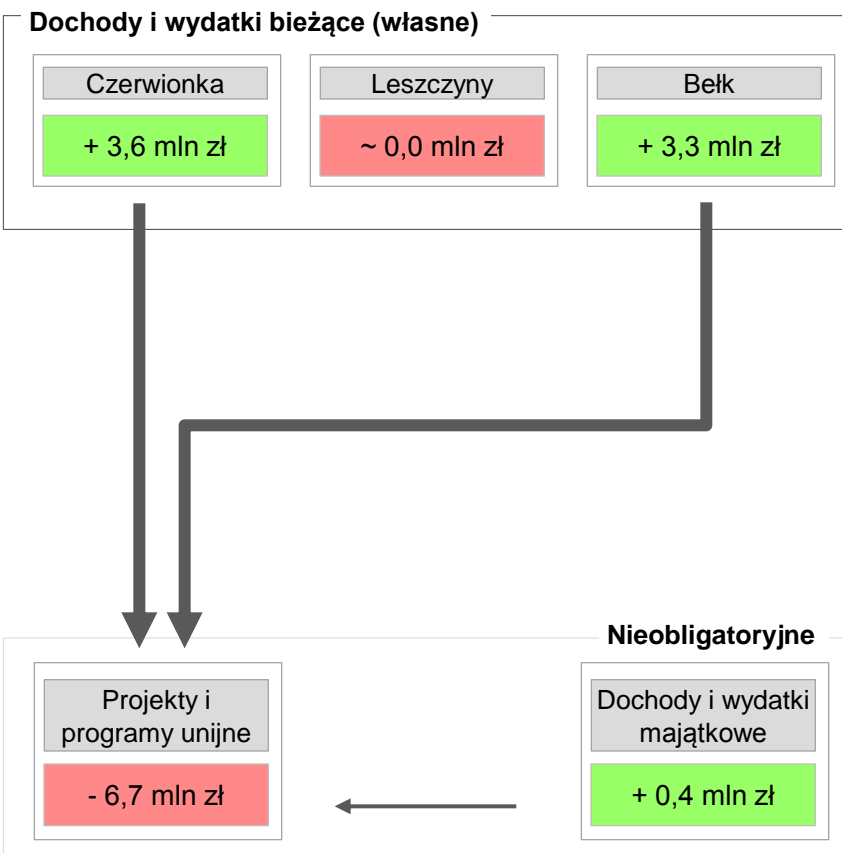 Dochody i wydatki bieżące (własne)
Czerwionka
Leszczyny
Bełk
+ 3,6 mln zł
~ 0,0 mln zł
+ 3,3 mln zł
Nieobligatoryjne
Projekty i
programy unijne
- 6,7 mln zł
Dochody i wydatki
majątkowe
+ 0,4 mln zł